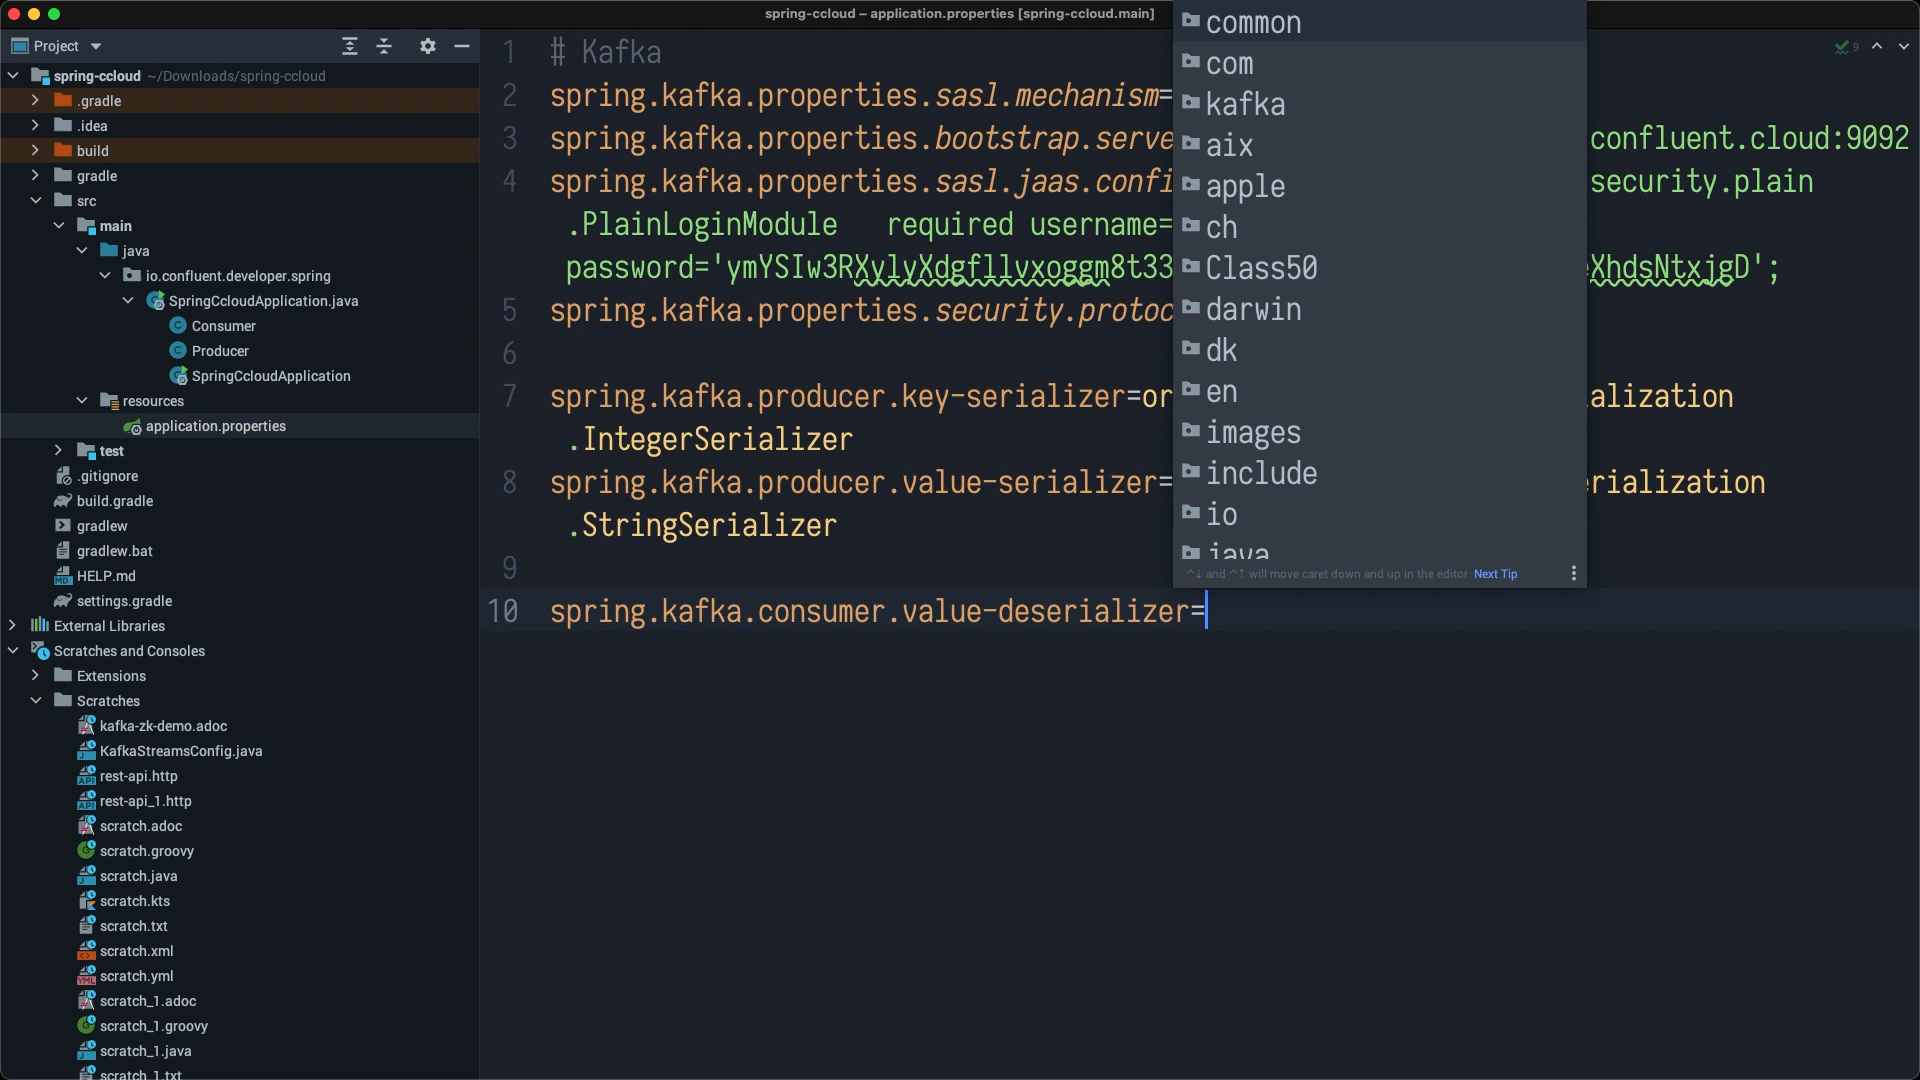 spring-ccloud – application.properties [spring-ccloud.main]
Project
spring-ccloud ~/Downloads/spring-ccloud
.gradle
.idea
build
gradle
src
main
java
io.confluent.developer.spring
SpringCcloudApplication.java
Consumer
Producer
SpringCcloudApplication
resources
application.properties
test
.gitignore
build.gradle
gradlew
gradlew.bat
HELP.md
settings.gradle
External Libraries
Scratches and Consoles
Extensions
Scratches
kafka-zk-demo.adoc
KafkaStreamsConfig.java
rest-api.http
rest-api_1.http
scratch.adoc
scratch.groovy
scratch.java
scratch.kts
scratch.txt
scratch.xml
scratch.yml
scratch_1.adoc
scratch_1.groovy
scratch_1.java
scratch_1.txt
1 # Kafka
2 spring.kafka.properties.sasl.mechanism=
3 spring.kafka.properties.bootstrap.serve confluent.cloud:9092
4 spring.kafka.properties.sasl.jaas.confi security.plain
.PlainLoginModule required username=
password='ymYSIw3RXylyXdgfllvxoggm8t33 XhdsNtxjgD';
5 spring.kafka.properties.security.protoc
6
7 spring.kafka.producer.key-serializer=or alization
.IntegerSerializer
8 spring.kafka.producer.value-serializer= rialization
.StringSerializer
9
10 spring.kafka.consumer.value-deserializer=
common
com
kafka
aix
apple
ch
Class50
darwin
dk
en
images
include
io
java
^↓ and ^↑ will move caret down and up in the editor Next Tip
9